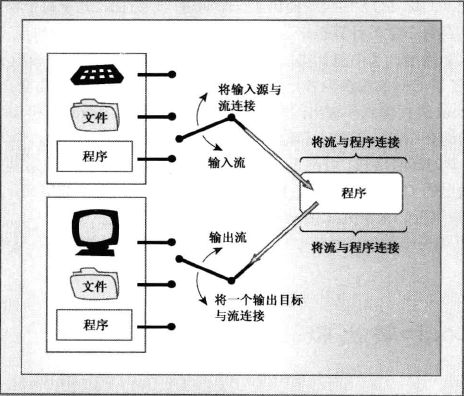 将输入源与
流连接
文件
程序
输入流
将流与程序连接
程序
将流与程序连接
输出流
文件
将一个输出目标
与流连接
程序